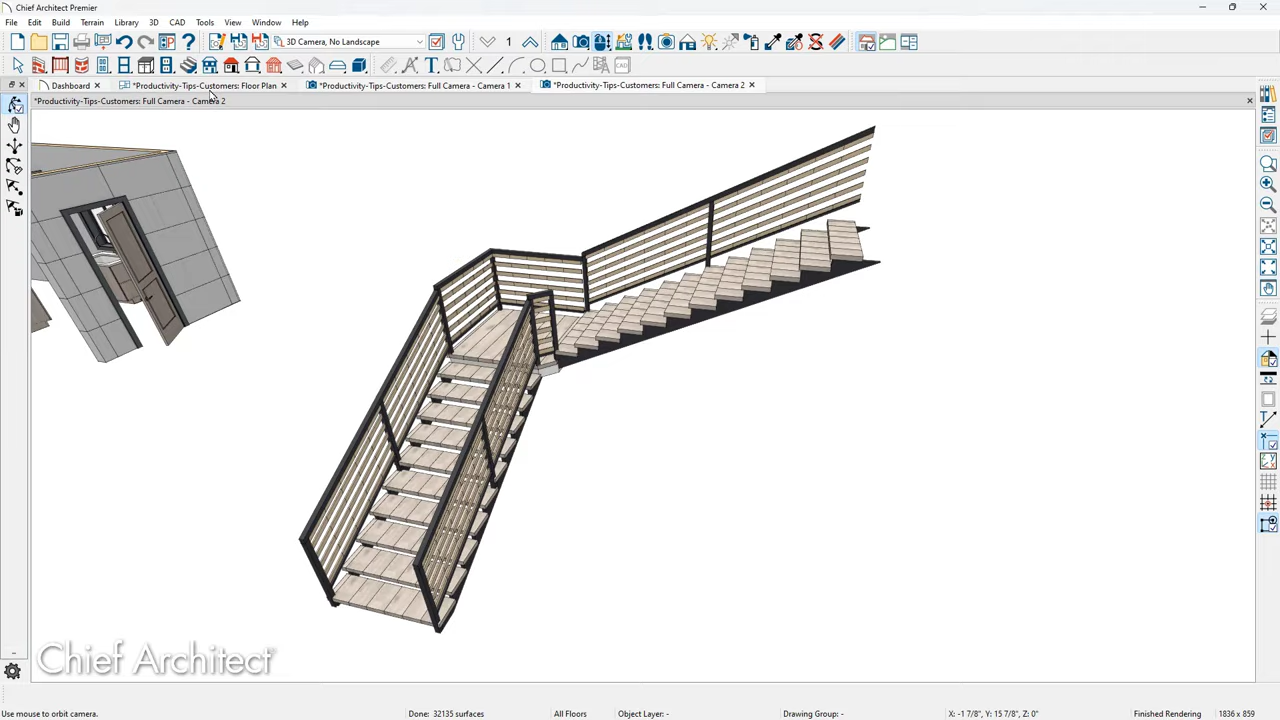 Chief Architect Premier
File Edit Build Terrain Library 3D CAD Tools View Window Help
3D Camera, No Landscape 1
T CAD
Dashboard *Productivity-Tips-Customers: Floor Plan *Productivity-Tips-Customers: Full Camera - Camera 1 *Productivity-Tips-Customers: Full Camera - Camera 2
*Productivity-Tips-Customers: Full Camera - Camera 2
Chief Architect
Use mouse to orbit camera. Done: 32135 surfaces All Floors Object Layer: - Drawing Group: - X: -1 7/8", Y: 15 7/8", Z: 0" Finished Rendering 1836 x 859